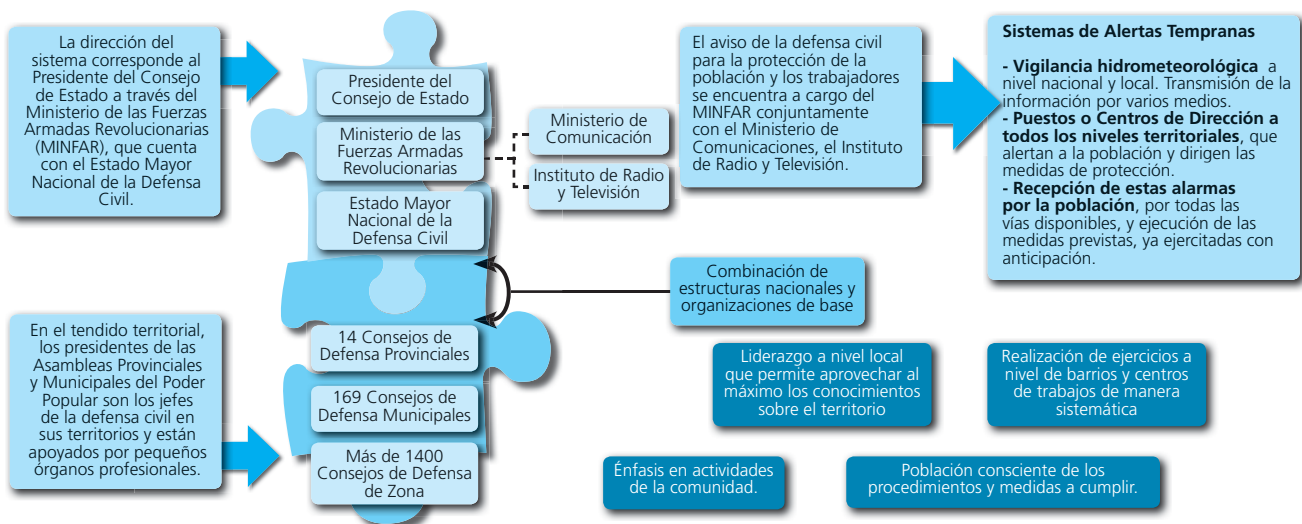 La dirección del
sistema corresponde al
Presidente del Consejo
de Estado a través del
Ministerio de las Fuerzas
Armadas Revolucionarias
(MINFAR), que cuenta
con el Estado Mayor
Nacional de la Defensa
Civil.
Presidente del
Consejo de Estado
Ministerio de las
Fuerzas Armadas
Revolucionarias
Estado Mayor
Nacional de la
Defensa Civil
Ministerio de
Comunicación
Instituto de Radio
y Televisión
El aviso de la defensa civil
para la protección de la
población y los trabajadores
se encuentra a cargo del
MINFAR conjuntamente
con el Ministerio de
Comunicaciones, el Instituto
de Radio y Televisión.
Sistemas de Alertas Tempranas
- Vigilancia hidrometeorológica a
nivel nacional y local. Transmisión de la
información por varios medios.
- Puestos o Centros de Dirección a
todos los niveles territoriales, que
alertan a la población y dirigen las
medidas de protección.
- Recepción de estas alarmas
por la población, por todas las
vías disponibles, y ejecución de las
medidas previstas, ya ejercitadas con
anticipación.
Combinación de
estructuras nacionales y
organizaciones de base
En el tendido territorial,
los presidentes de las
Asambleas Provinciales
y Municipales del Poder
Popular son los jefes
de la defensa civil en
sus territorios y están
apoyados por pequeños
órganos profesionales.
14 Consejos de
Defensa Provinciales
169 Consejos de
Defensa Municipales
Más de 1400
Consejos de Defensa
de Zona
Liderazgo a nivel local
que permite aprovechar al
máximo los conocimientos
sobre el territorio
Realización de ejercicios a
nivel de barrios y centros
de trabajos de manera
sistemática
Énfasis en actividades
de la comunidad.
Población consciente de los
procedimientos y medidas a cumplir.